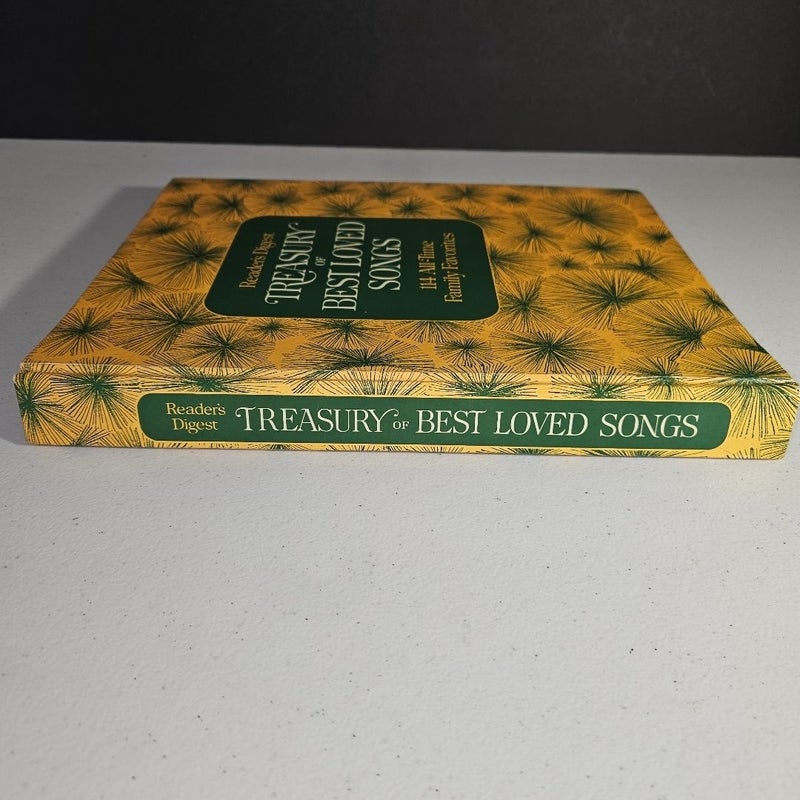 Reader's Digest
TREASURY
OF
BEST LOVED
SONGS
114 All-Time
Family Favorites
Reader's
Digest
TREASURY OF BEST LOVED SONGS